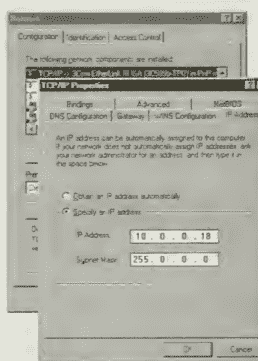 Network
Configuration Identification Access Control
The following network components are installed:
TCP/IP Properties
Bindings Advanced NetBIOS
DNS Configuration Gateway WINS Configuration IP Address
An IP address can be automatically assigned to this computer.
If your network does not automatically assign IP addresses, ask
your network administrator for an address, and then type it in
the space below.
Obtain an IP address automatically
Specify an IP address:
IP Address: 10 . 0 . 0 . 18
Subnet Mask: 255 . 0 . 0 . 0
OK Cancel